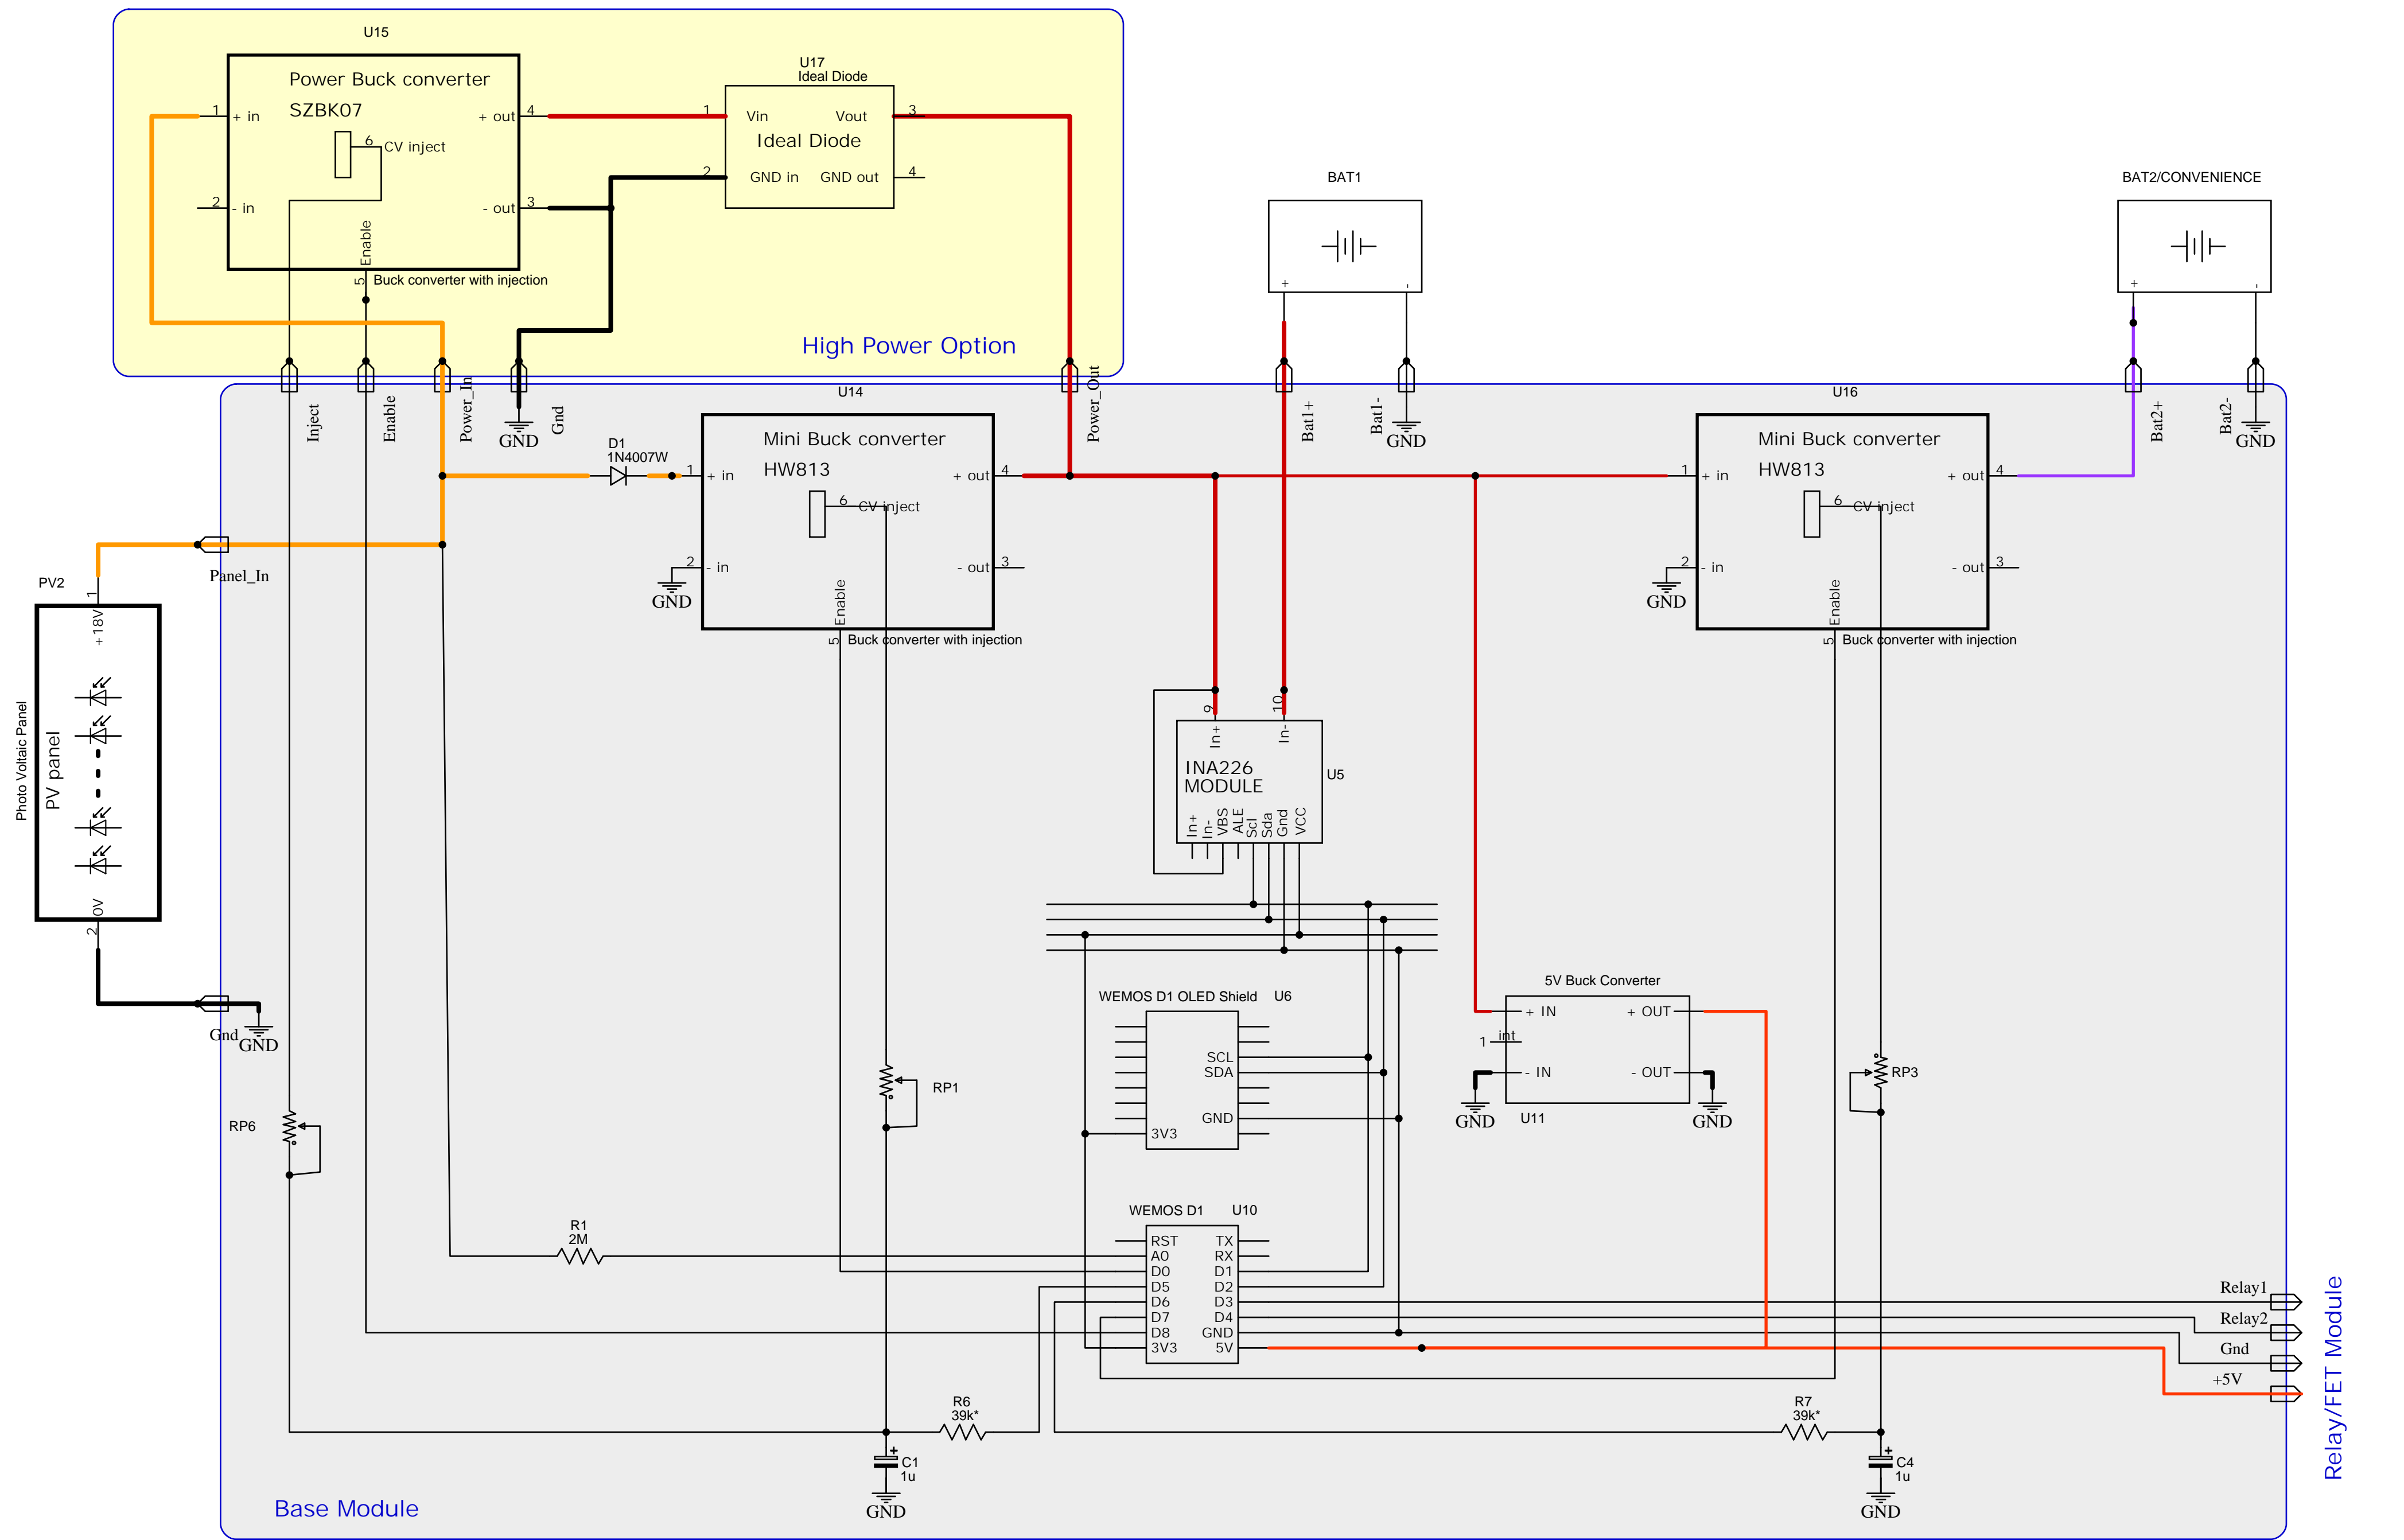 U15
Power Buck converter
SZBK07
1
+ in
+ out
4
6
CV inject
2
- in
- out
3
Enable
5
Buck converter with injection
U17
Ideal Diode
1
Vin
Vout
3
Ideal Diode
2
GND in
GND out
4
High Power Option
BAT1
+
-
BAT2/CONVENIENCE
+
-
Inject
Enable
Power_In
Gnd
GND
Power_Out
Bat1+
Bat1-
GND
Bat2+
Bat2-
GND
U14
Mini Buck converter
HW813
1
+ in
+ out
4
6
CV inject
2
- in
- out
3
GND
Enable
5
Buck converter with injection
D1
1N4007W
U16
Mini Buck converter
HW813
1
+ in
+ out
4
6
CV inject
2
- in
- out
3
GND
Enable
5
Buck converter with injection
Panel_In
PV2
1
+18V
Photo Voltaic Panel
PV panel
0V
2
Gnd
GND
9
10
In+
In-
INA226
MODULE
U5
In+
In-
VBS
ALE
Scl
Sda
Gnd
VCC
WEMOS D1 OLED Shield
U6
SCL
SDA
GND
3V3
5V Buck Converter
+ IN
+ OUT
1
int
- IN
- OUT
GND
U11
GND
RP6
RP1
RP3
R1
2M
WEMOS D1
U10
RST
TX
A0
RX
D0
D1
D5
D2
D6
D3
D7
D4
D8
GND
3V3
5V
Relay1
Relay2
Gnd
+5V
Relay/FET Module
R6
39k*
R7
39k*
+
C1
1u
GND
+
C4
1u
GND
Base Module